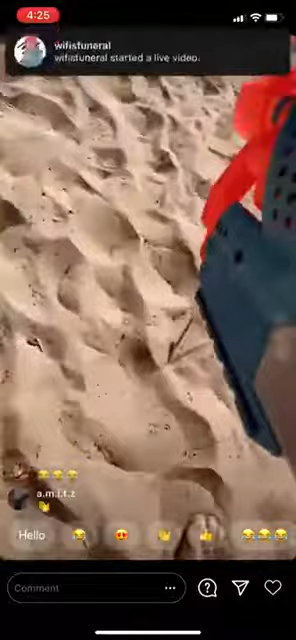 4:25
wifisfuneral
wifisfuneral started a live video.
😂😂😂
a.m.i.t.z
👏
Hello 😂 😍 👏 👍 😂😂😂
Comment